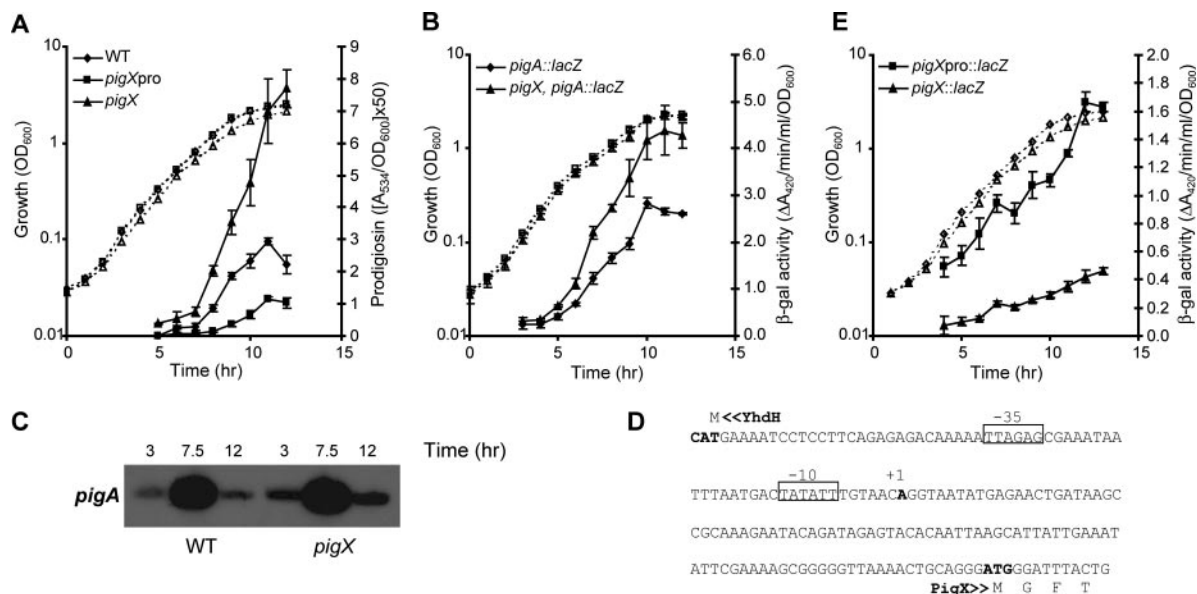 A
WT
pigXpro
pigX
Growth (OD600)
10
1
0.1
0.01
0 5 10 15
Time (hr)
9
8
7
6
5
4
3
2
1
0
Prodigiosin ([A534/OD600]X50)
B
pigA::lacZ
pigX, pigA::lacZ
Growth (OD600)
10
1
0.1
0.01
0 5 10 15
Time (hr)
6.0
5.0
4.0
3.0
2.0
1.0
0.0
β-gal activity (ΔA420/min/ml/OD600)
E
pigXpro::lacZ
pigX::lacZ
Growth (OD600)
10
1
0.1
0.01
0 5 10 15
Time (hr)
2.0
1.8
1.6
1.4
1.2
1.0
0.8
0.6
0.4
0.2
0.0
β-gal activity (ΔA420/min/ml/OD600)
C
3 7.5 12 3 7.5 12 Time (hr)
pigA
WT pigX
D
M <<YhdH -35
CATGAAAATCCTCCTTCAGAGAGACAAAAATTAGAGCGAAATAA
-10 +1
TTTAATGACTATATTTGTAACAGGTAATATGAGAACTGATAAGC
CGCAAAGAATACAGATAGAGTACACAATTAAGCATTATTGAAAT
ATTCGAAAAGCGGGGGTTAAAACTGCAGGGATGGGATTTACTG
PigX>> M G F T